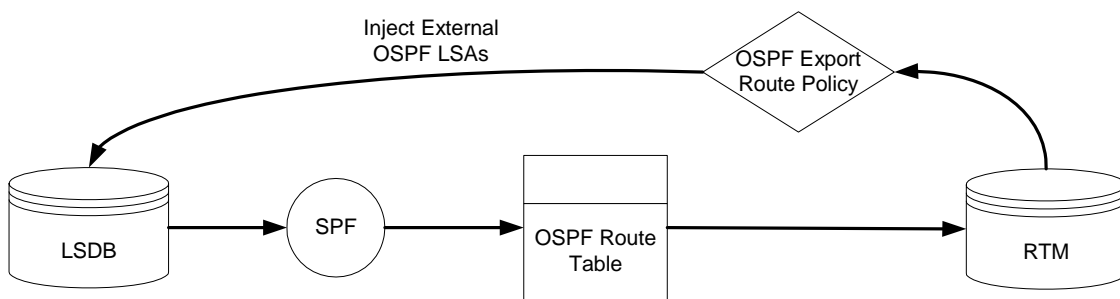 Inject External
OSPF LSAs
OSPF Export
Route Policy
LSDB
SPF
OSPF Route
Table
RTM